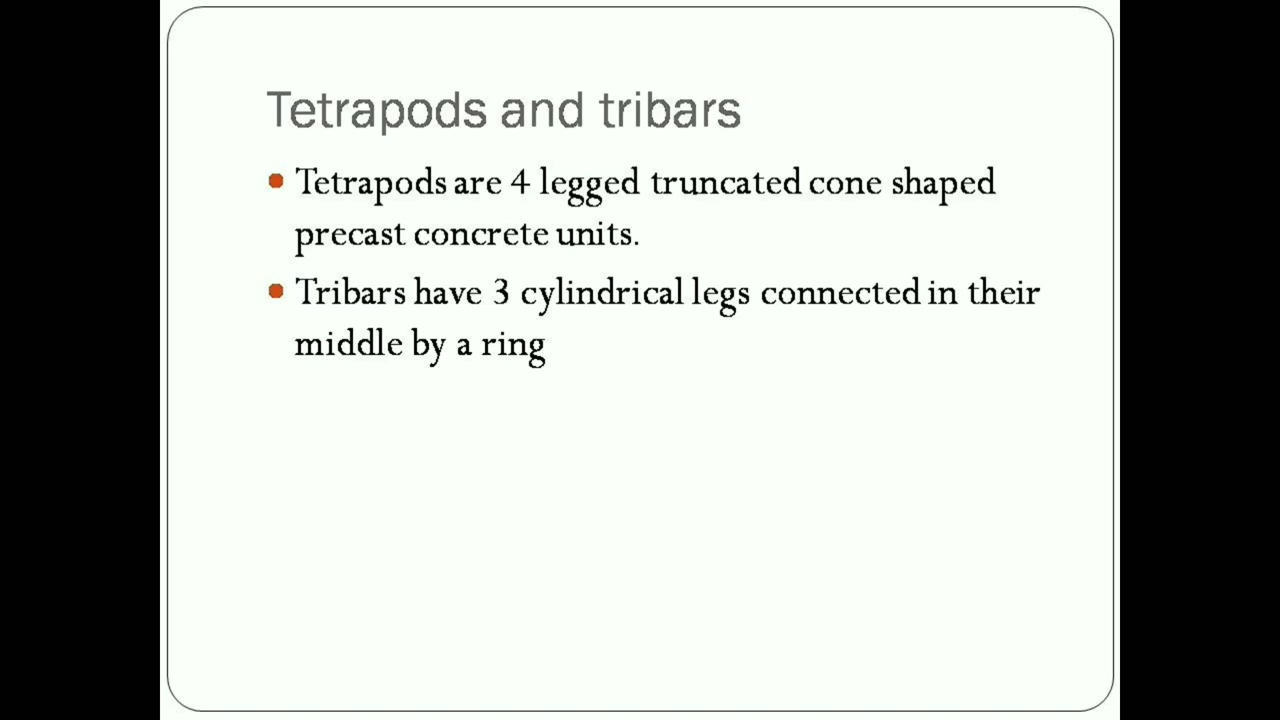 Tetrapods and tribars
Tetrapods are 4 legged truncated cone shaped
precast concrete units.
Tribars have 3 cylindrical legs connected in their
middle by a ring